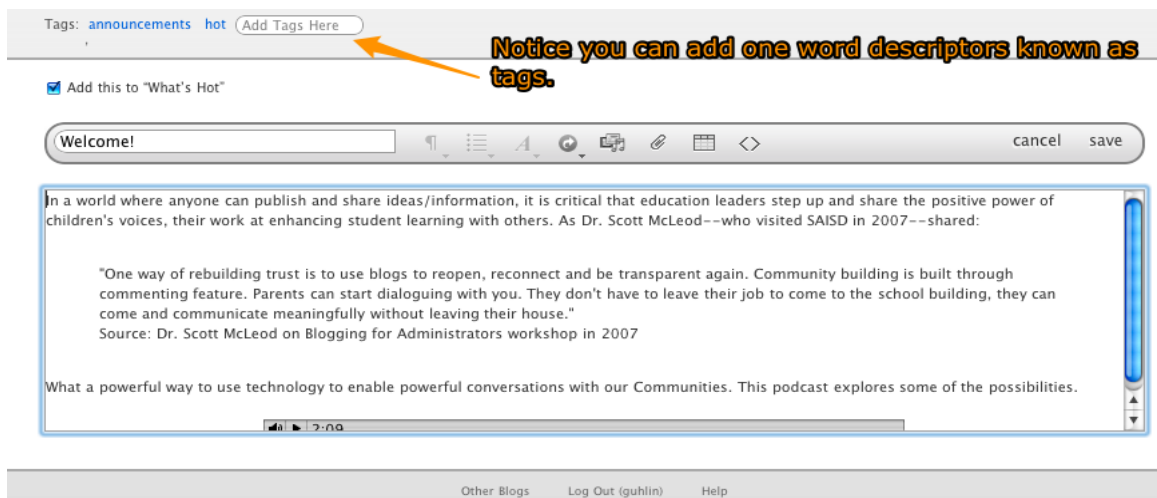 Tags: announcements hot Add Tags Here
,
Notice you can add one word descriptors known as
tags.
Add this to "What's Hot"
Welcome!
cancel save
In a world where anyone can publish and share ideas/information, it is critical that education leaders step up and share the positive power of
children's voices, their work at enhancing student learning with others. As Dr. Scott McLeod--who visited SAISD in 2007--shared:
"One way of rebuilding trust is to use blogs to reopen, reconnect and be transparent again. Community building is built through
commenting feature. Parents can start dialoguing with you. They don't have to leave their job to come to the school building, they can
come and communicate meaningfully without leaving their house."
Source: Dr. Scott McLeod on Blogging for Administrators workshop in 2007
What a powerful way to use technology to enable powerful conversations with our Communities. This podcast explores some of the possibilities.
2:09
Other Blogs Log Out (guhlin) Help